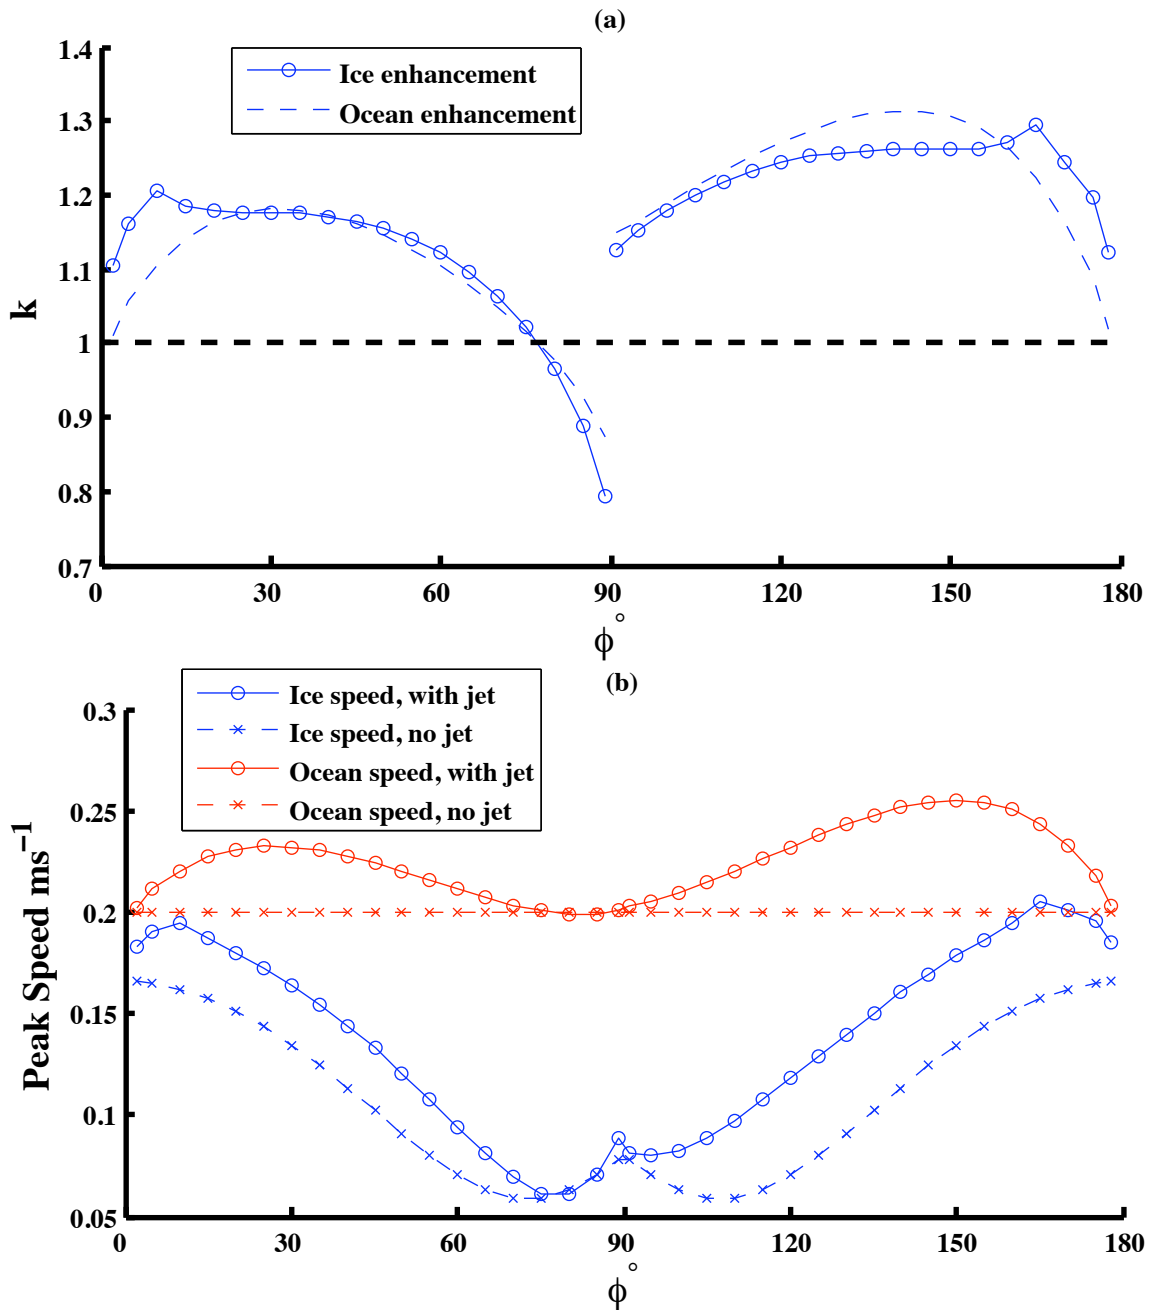 (a)
Ice enhancement
Ocean enhancement
1.4
1.3
1.2
1.1
1
0.9
0.8
0.7
k
0 30 60 90 120 150 180
ϕ°
(b)
Ice speed, with jet
Ice speed, no jet
Ocean speed, with jet
Ocean speed, no jet
0.3
0.25
0.2
0.15
0.1
0.05
Peak Speed ms⁻¹
0 30 60 90 120 150 180
ϕ°